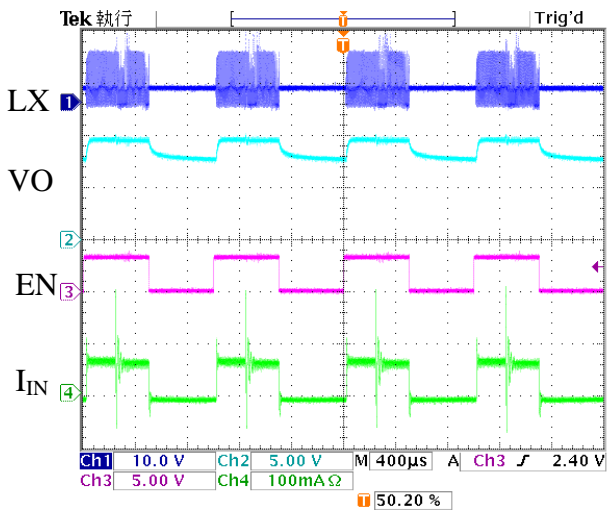 Tek 執行 Trig'd
T
T
LX 1
VO
2
EN 3
IIN 4
Ch1 10.0 V Ch2 5.00 V M 400µs A Ch3 ƒ 2.40 V
Ch3 5.00 V Ch4 100mAΩ
T 50.20 %